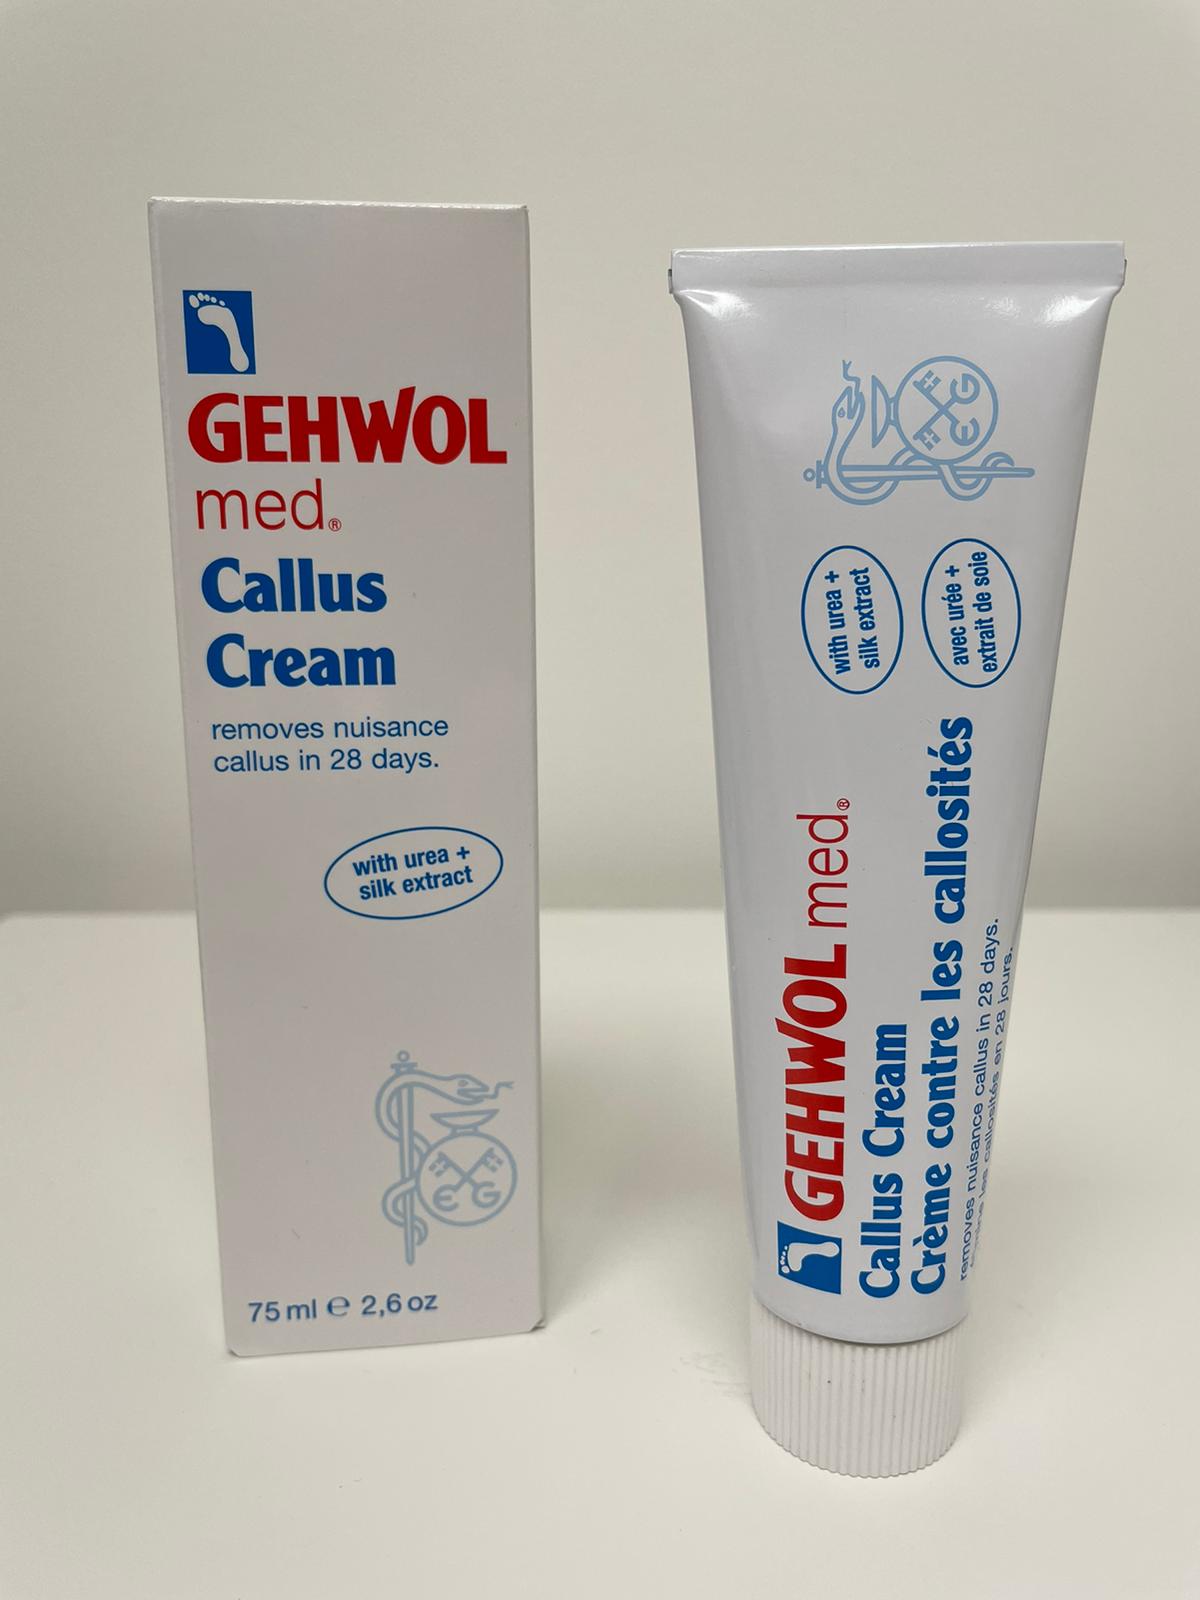 GEHWOL
med®
Callus
Cream
removes nuisance
callus in 28 days.
with urea +
silk extract
E G
75 ml ℮ 2,6 oz
GEHWOL med®
Callus Cream
Crème contre les callosités
removes nuisance callus in 28 days.
les callosités en 28 jours.
with urea +
silk extract
avec urée +
extrait de soie
E G